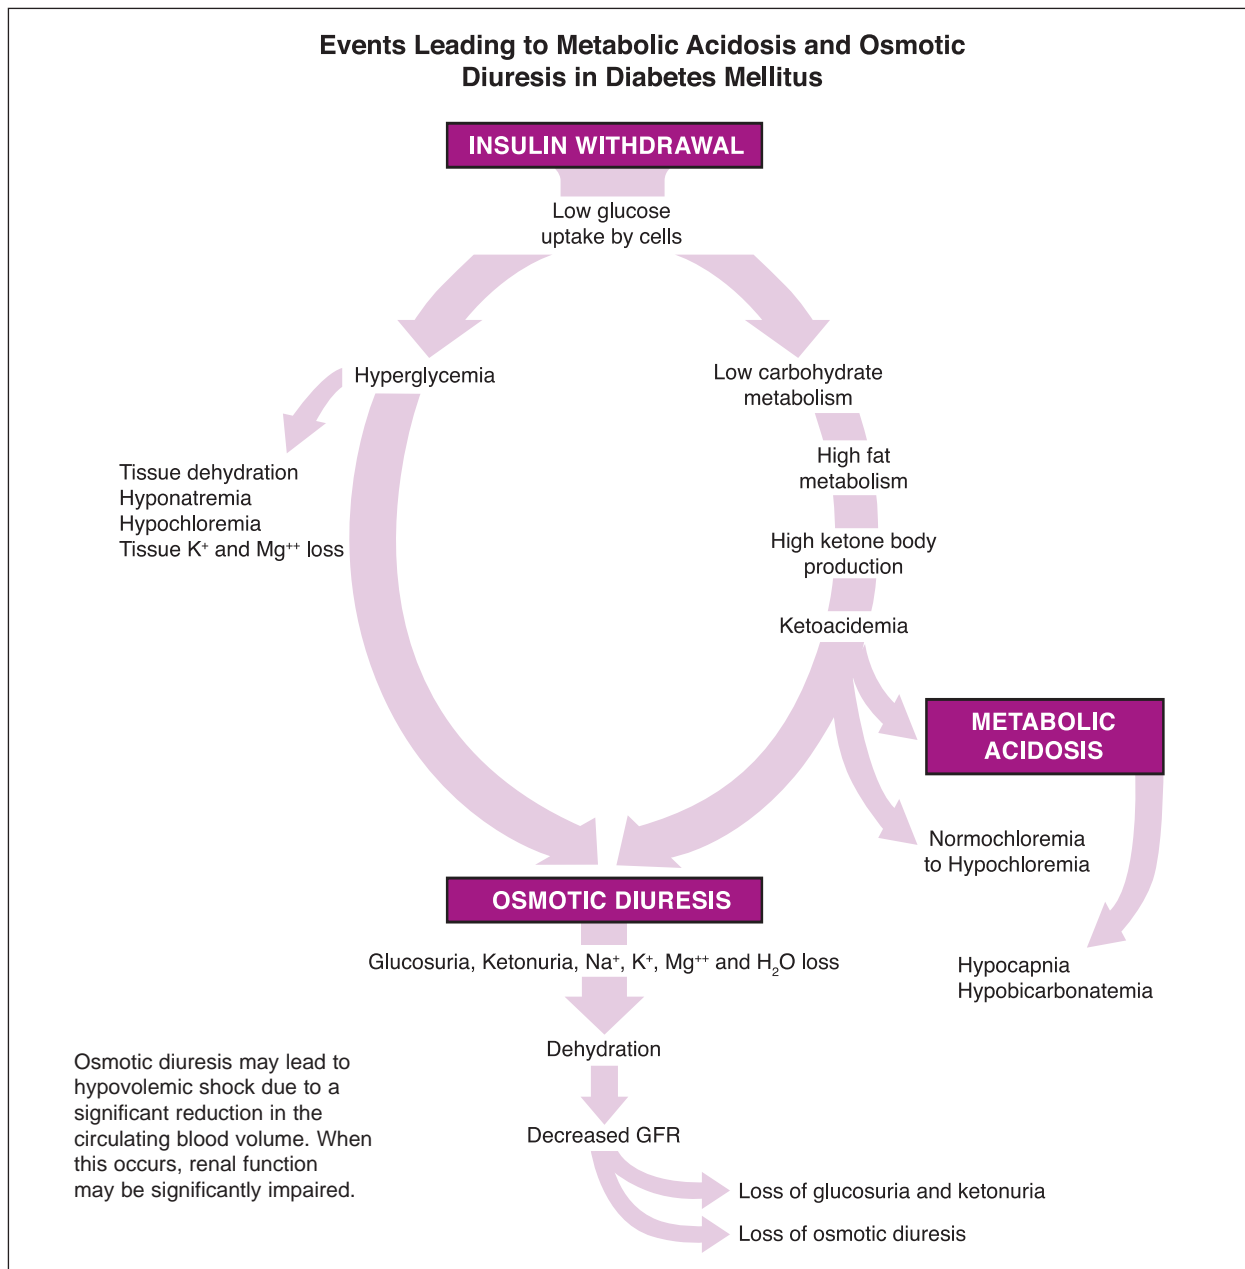 Events Leading to Metabolic Acidosis and Osmotic
Diuresis in Diabetes Mellitus
INSULIN WITHDRAWAL
Low glucose
uptake by cells
Hyperglycemia
Low carbohydrate
metabolism
Tissue dehydration
Hyponatremia
Hypochloremia
Tissue K⁺ and Mg⁺⁺ loss
High fat
metabolism
High ketone body
production
Ketoacidemia
METABOLIC
ACIDOSIS
Normochloremia
to Hypochloremia
Hypocapnia
Hypobicarbonatemia
OSMOTIC DIURESIS
Glucosuria, Ketonuria, Na⁺, K⁺, Mg⁺⁺ and H₂O loss
Dehydration
Decreased GFR
Loss of glucosuria and ketonuria
Loss of osmotic diuresis
Osmotic diuresis may lead to
hypovolemic shock due to a
significant reduction in the
circulating blood volume. When
this occurs, renal function
may be significantly impaired.